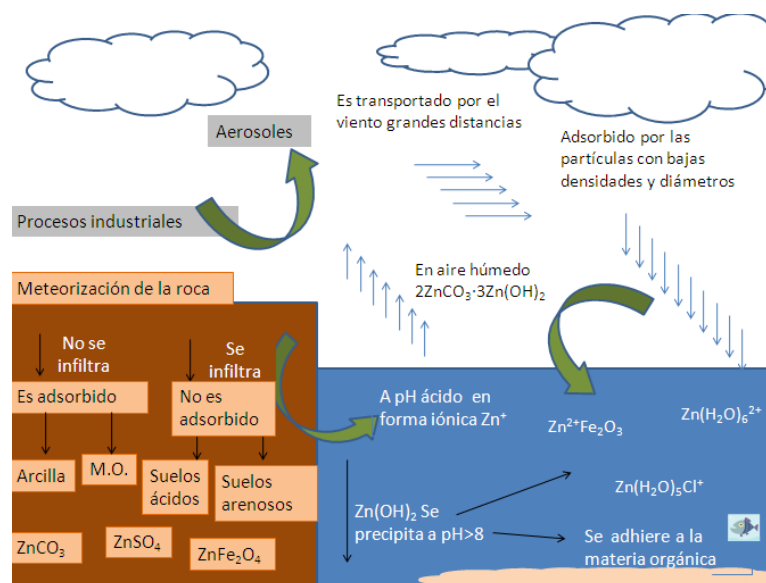 Es transportado por el
viento grandes distancias
Aerosoles
Adsorbido por las
partículas con bajas
densidades y diámetros
Procesos industriales
En aire húmedo
2ZnCO₃·3Zn(OH)₂
Meteorización de la roca
No se
infiltra
Se
infiltra
Es adsorbido
No es
adsorbido
A pH ácido en
forma iónica Zn⁺
Zn²⁺Fe₂O₃
Zn(H₂O)₆²⁺
Arcilla
M.O.
Suelos
ácidos
Suelos
arenosos
Zn(H₂O)₅Cl⁺
Zn(OH)₂ Se
precipita a pH>8
Se adhiere a la
materia orgánica
ZnCO₃
ZnSO₄
ZnFe₂O₄